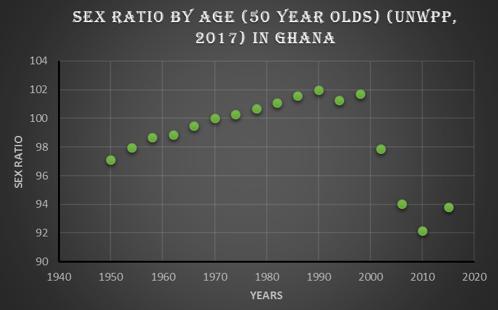 SEX RATIO BY AGE (50 YEAR OLDS) (UNWPP,
2017) IN GHANA
104
102
100
98
96
94
92
90
SEX RATIO
1940 1950 1960 1970 1980 1990 2000 2010 2020
YEARS